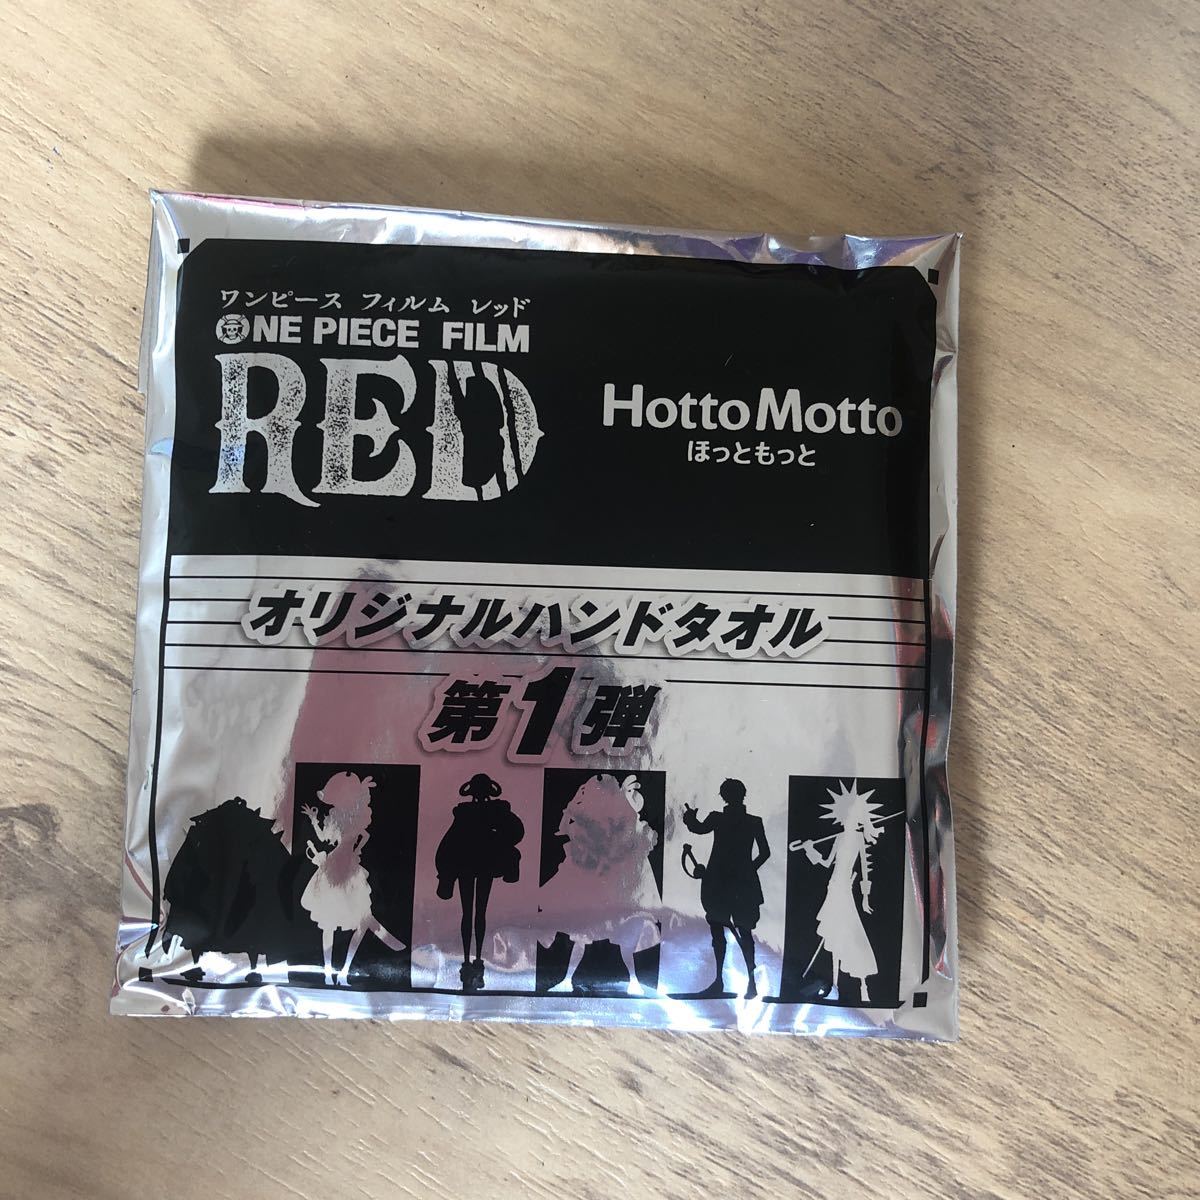 ワンピース フィルム レッド
ONE PIECE FILM
RED
HottoMotto
ほっともっと
オリジナルハンドタオル
第1弾